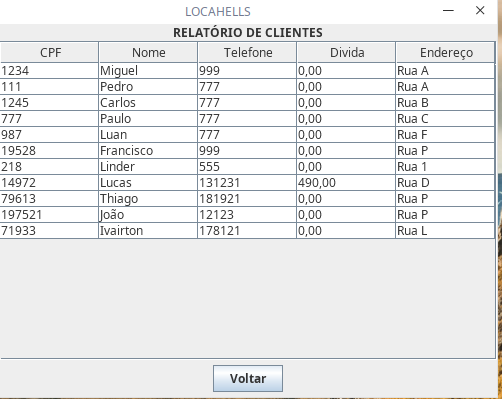 LOCAHELLS
RELATÓRIO DE CLIENTES
CPF Nome Telefone Divida Endereço
1234 Miguel 999 0,00 Rua A
111 Pedro 777 0,00 Rua A
1245 Carlos 777 0,00 Rua B
777 Paulo 777 0,00 Rua C
987 Luan 777 0,00 Rua F
19528 Francisco 999 0,00 Rua P
218 Linder 555 0,00 Rua 1
14972 Lucas 131231 490,00 Rua D
79613 Thiago 181921 0,00 Rua P
197521 João 12123 0,00 Rua P
71933 Ivairton 178121 0,00 Rua L
Voltar